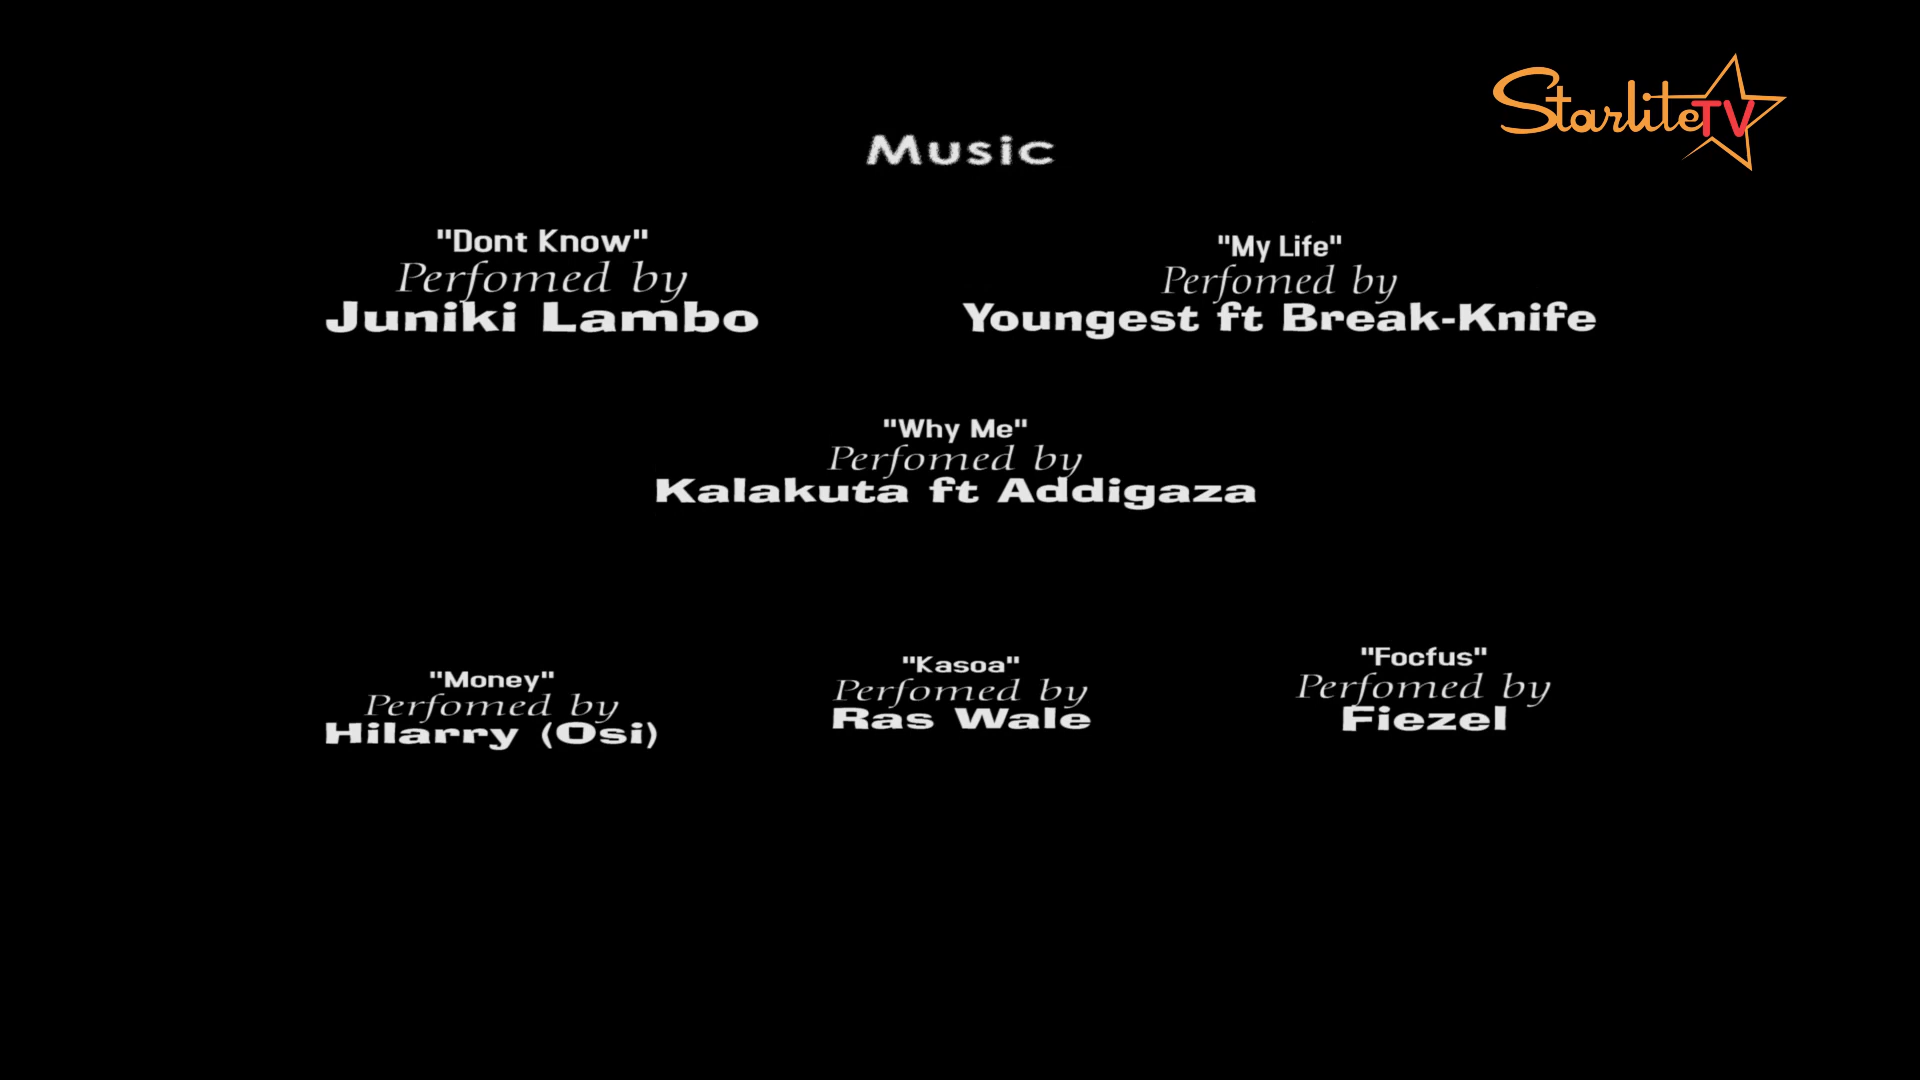 StarliteTV
Music
"Dont Know"
Perfomed by
Juniki Lambo
"My Life"
Perfomed by
Youngest ft Break-Knife
"Why Me"
Perfomed by
Kalakuta ft Addigaza
"Money"
Perfomed by
Hilarry (Osi)
"Kasoa"
Perfomed by
Ras Wale
"Focfus"
Perfomed by
Fiezel